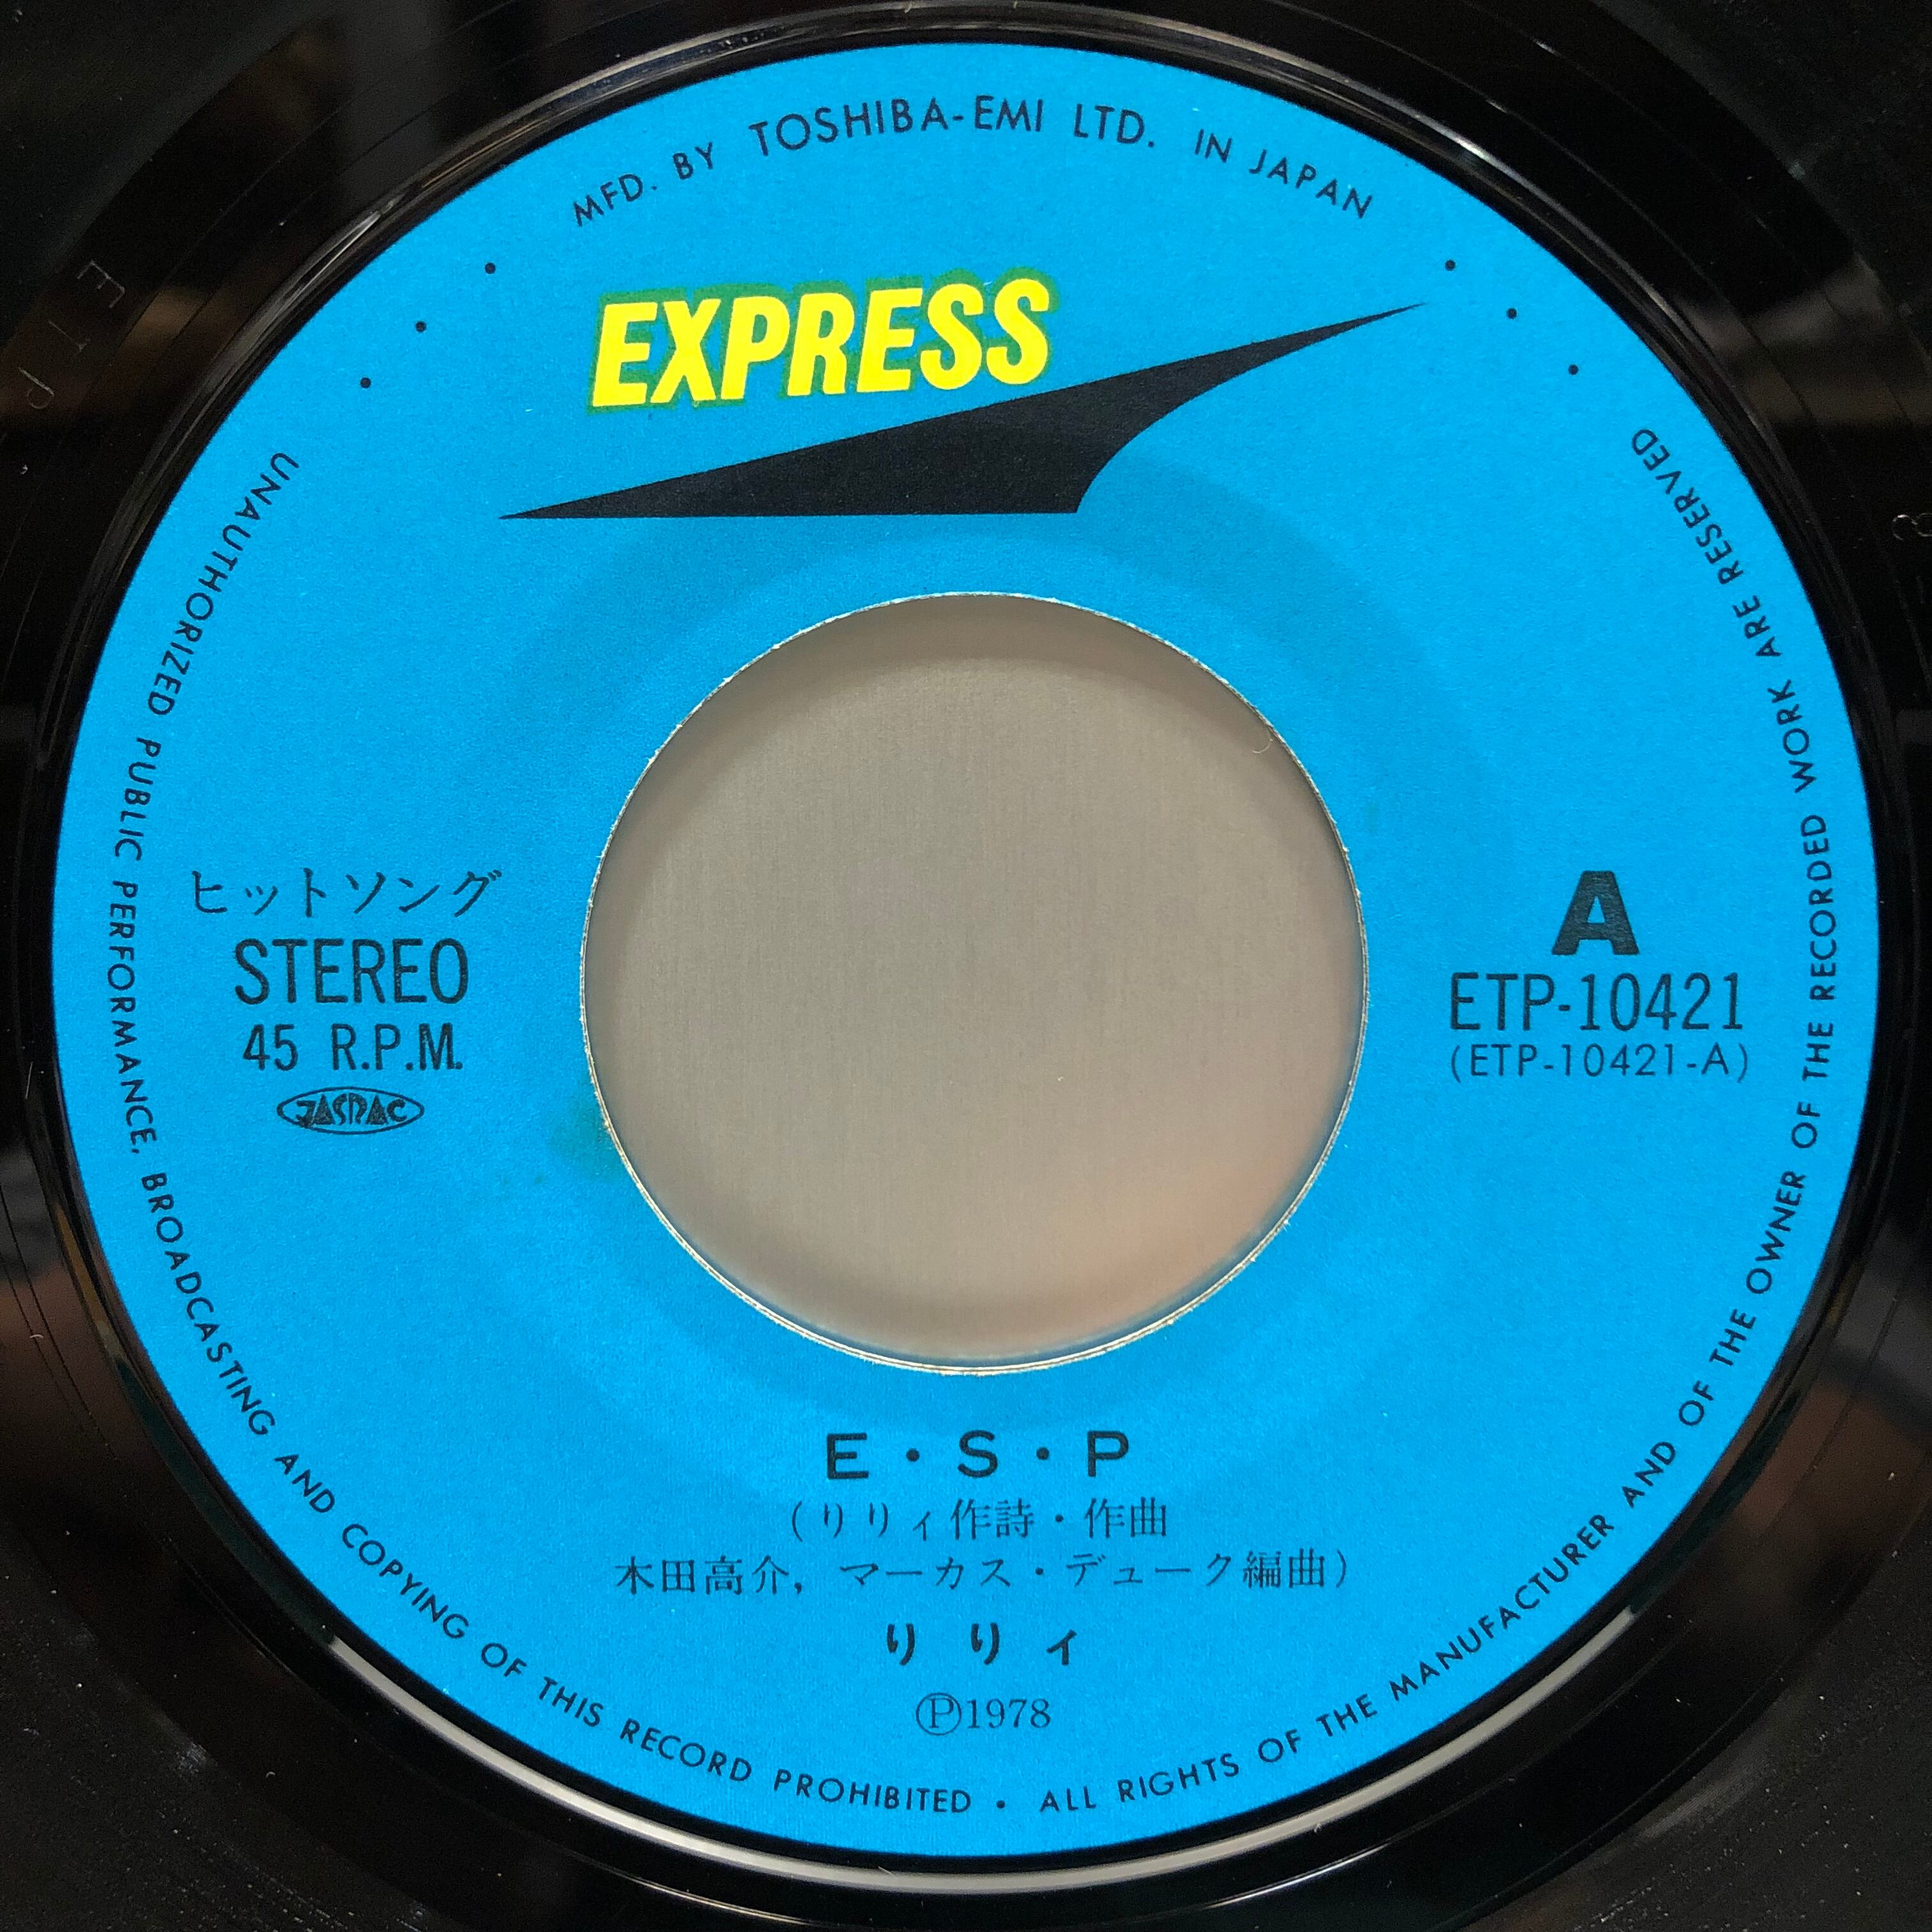 MFD. BY TOSHIBA-EMI LTD. IN JAPAN
EXPRESS
ヒットソング
STEREO
45 R.P.M.
JASRAC
A
ETP-10421
(ETP-10421-A)
E・S・P
(りりィ作詩・作曲
木田高介, マーカス・デューク編曲)
りりィ
Ⓟ1978
UNAUTHORIZED PUBLIC PERFORMANCE, BROADCASTING AND COPYING OF THIS RECORD PROHIBITED • ALL RIGHTS OF THE MANUFACTURER AND OF THE OWNER OF THE RECORDED WORK ARE RESERVED
ETP